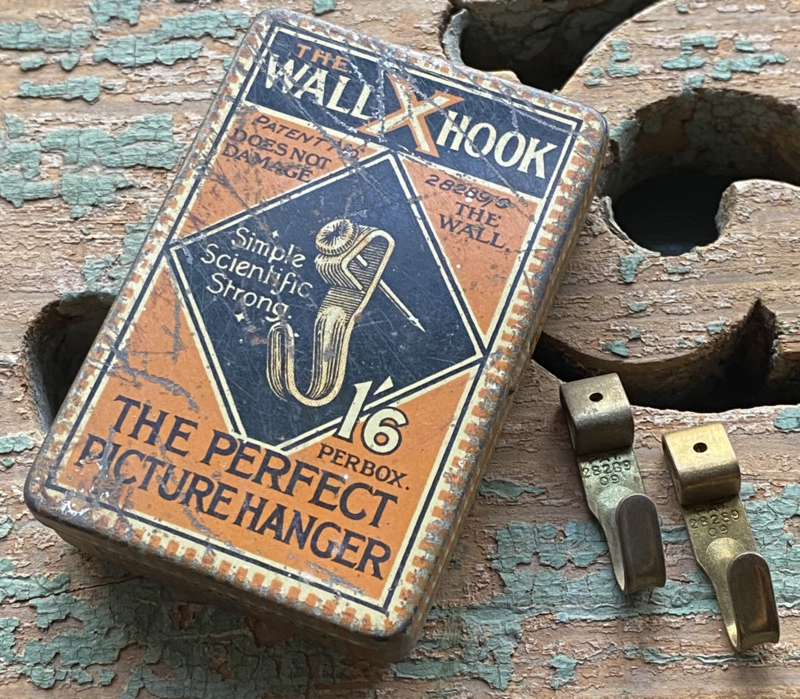 THE
WALL X HOOK
PATENT No.
DOES NOT
DAMAGE
28289/9
THE
WALL.
Simple
Scientific
Strong
1'6
PER BOX.
THE PERFECT
PICTURE HANGER
28289
09
28289
09